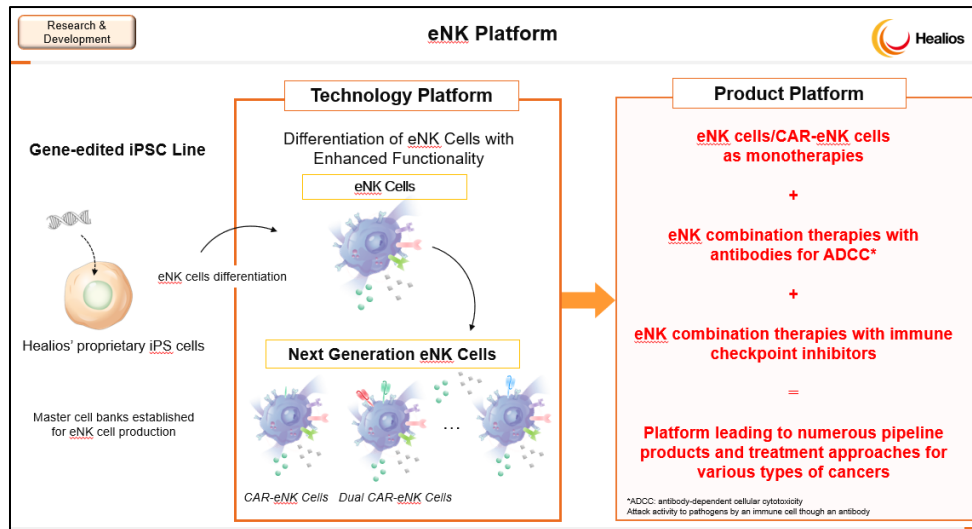 Research &
Development
eNK Platform
Healios
Gene-edited iPSC Line
eNK cells differentiation
Healios' proprietary iPS cells
Master cell banks established
for eNK cell production
Technology Platform
Differentiation of eNK Cells with
Enhanced Functionality
eNK Cells
Next Generation eNK Cells
...
CAR-eNK Cells
Dual CAR-eNK Cells
Product Platform
eNK cells/CAR-eNK cells
as monotherapies
+
eNK combination therapies with
antibodies for ADCC*
+
eNK combination therapies with immune
checkpoint inhibitors
=
Platform leading to numerous pipeline
products and treatment approaches for
various types of cancers
*ADCC: antibody-dependent cellular cytotoxicity
Attack activity to pathogens by an immune cell though an antibody